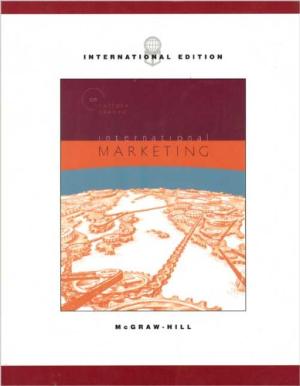 INTERNATIONAL EDITION
international
MARKETING
McGRAW-HILL